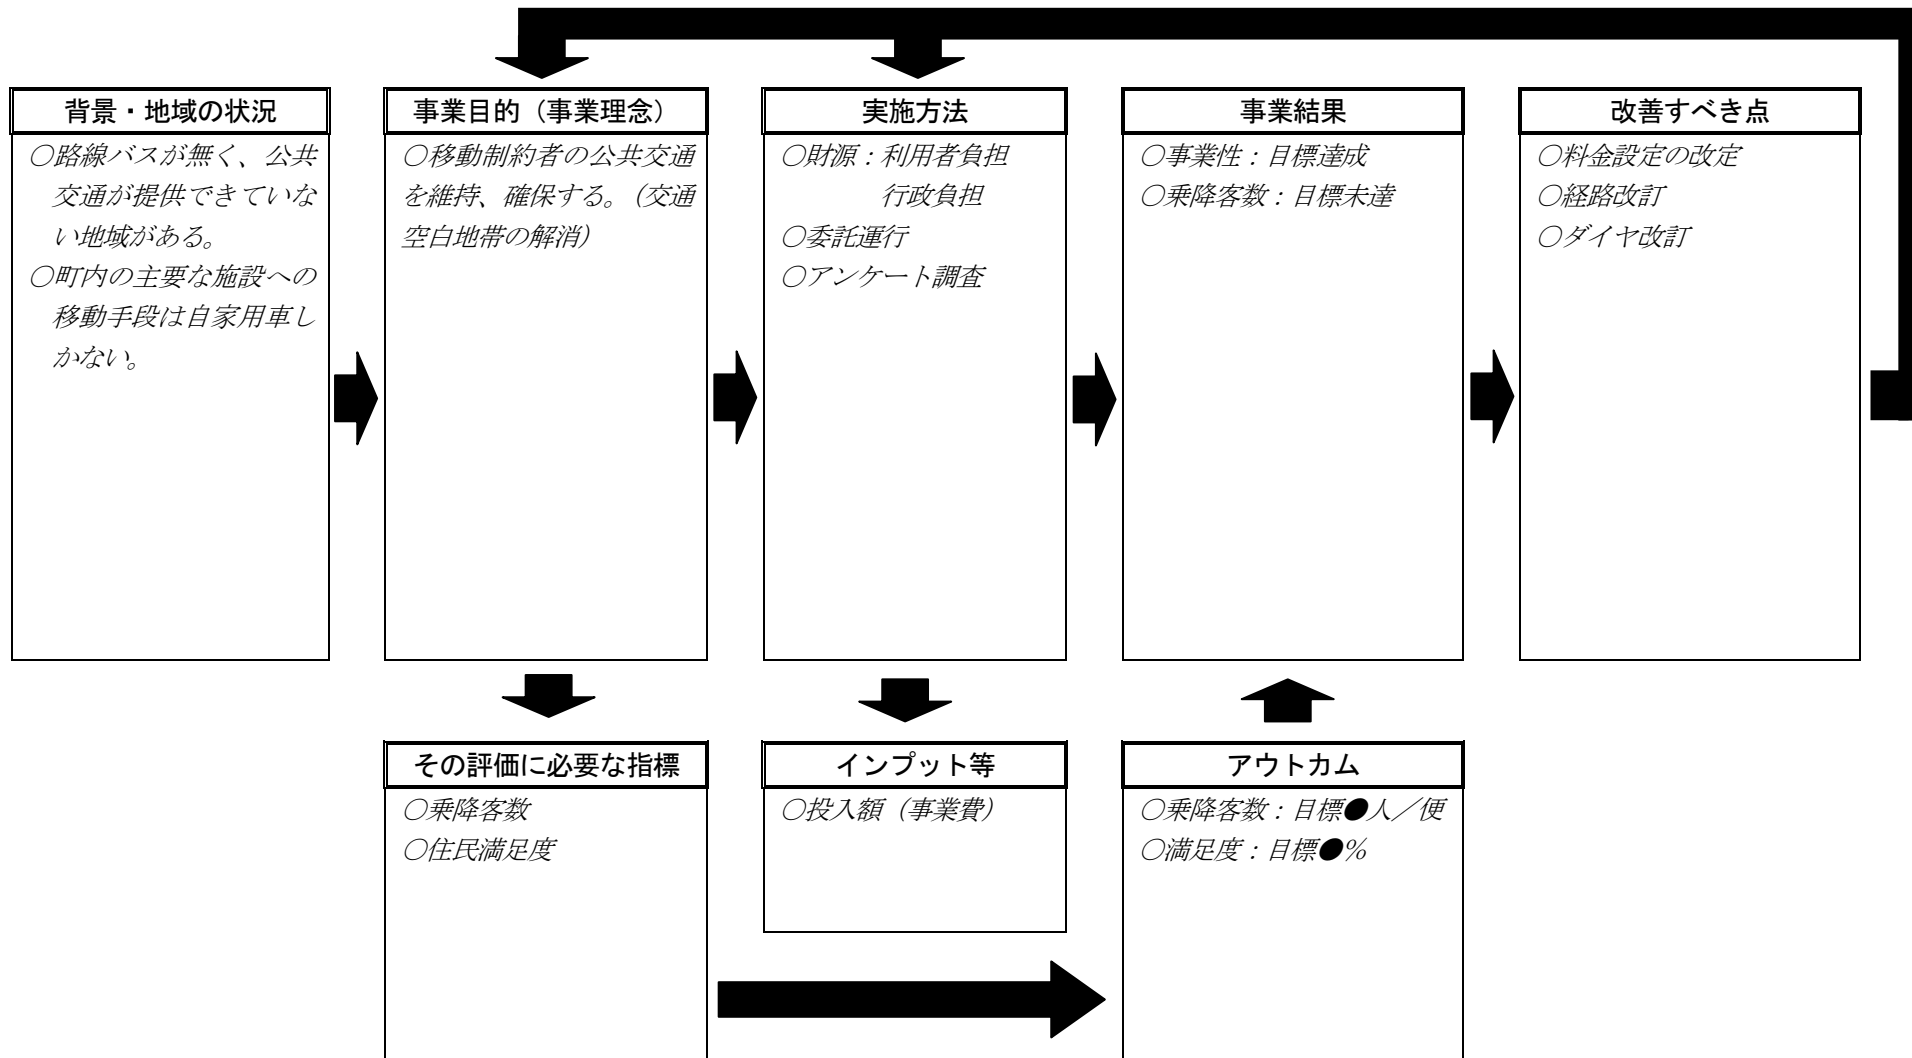 背景・地域の状況
○路線バスが無く、公共
交通が提供できていな
い地域がある。
○町内の主要な施設への
移動手段は自家用車し
かない。
事業目的（事業理念）
○移動制約者の公共交通
を維持、確保する。（交通
空白地帯の解消）
実施方法
○財源：利用者負担
行政負担
○委託運行
○アンケート調査
事業結果
○事業性：目標達成
○乗降客数：目標未達
改善すべき点
○料金設定の改定
○経路改訂
○ダイヤ改訂
その評価に必要な指標
○乗降客数
○住民満足度
インプット等
○投入額（事業費）
アウトカム
○乗降客数：目標●人／便
○満足度：目標●％